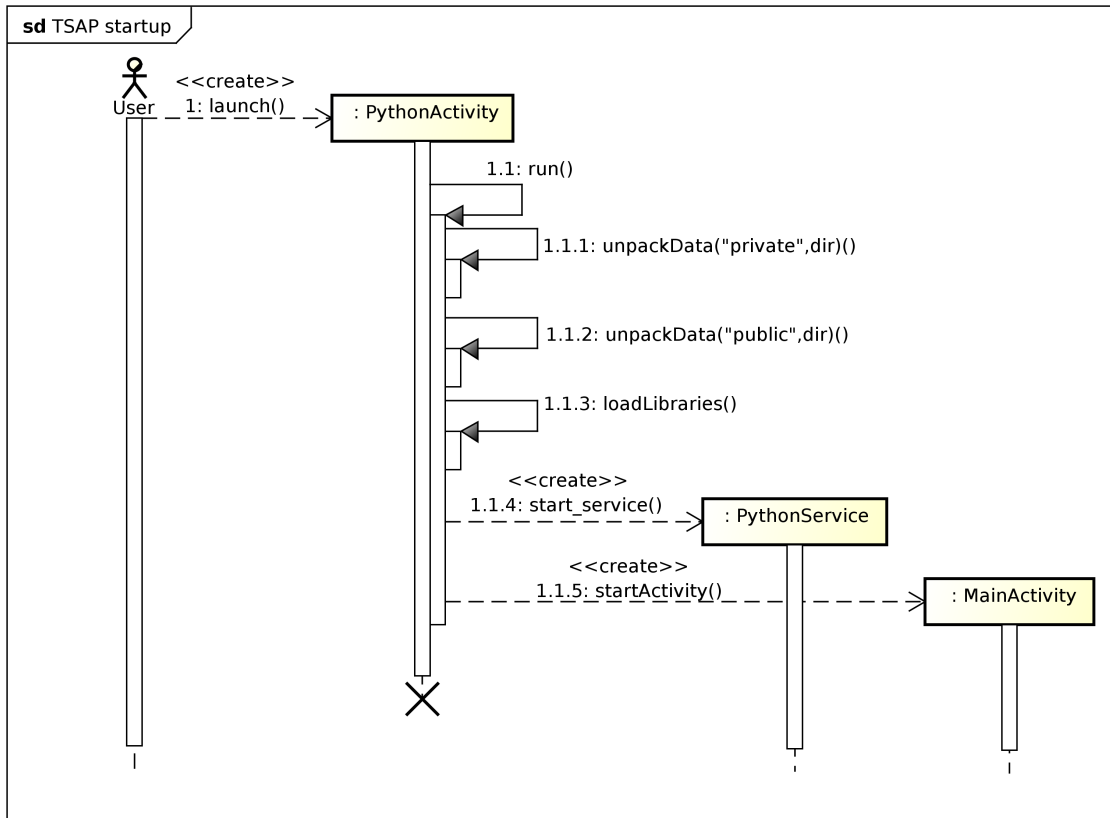 sd TSAP startup
<<create>>
User
1: launch()
: PythonActivity
1.1: run()
1.1.1: unpackData("private",dir)()
1.1.2: unpackData("public",dir)()
1.1.3: loadLibraries()
<<create>>
1.1.4: start_service()
: PythonService
<<create>>
1.1.5: startActivity()
: MainActivity